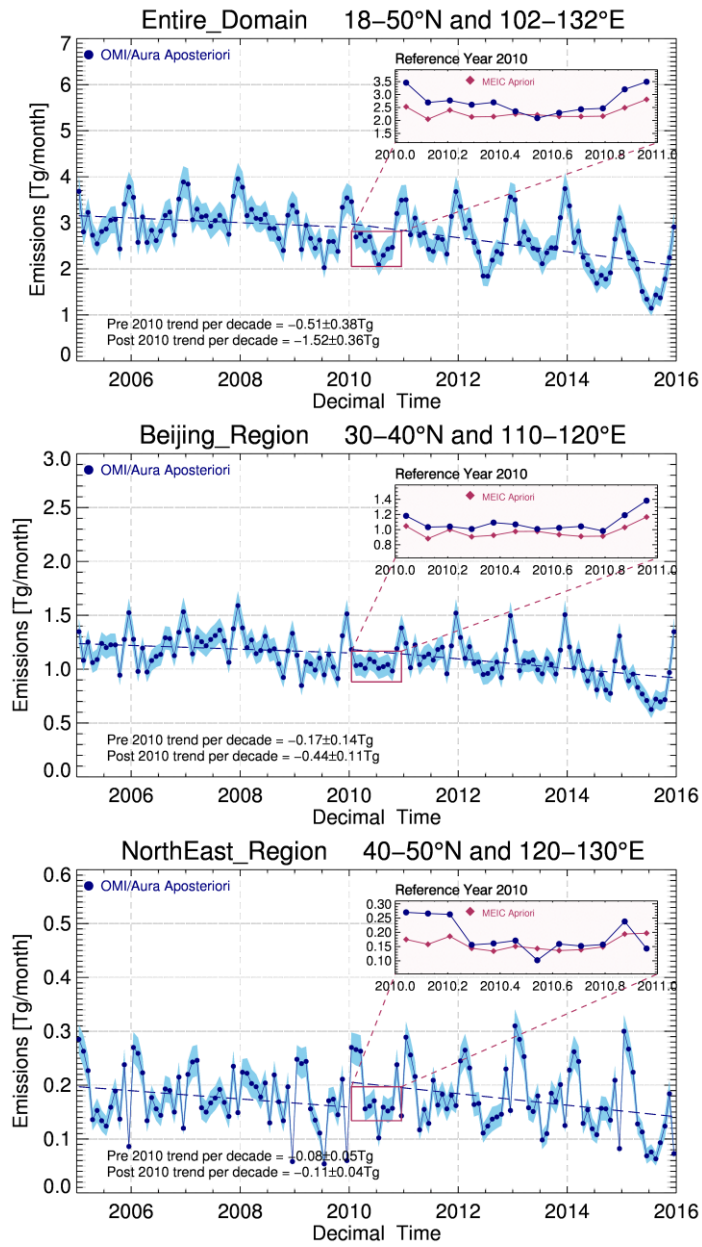 Entire_Domain 18−50°N and 102−132°E
OMI/Aura Aposteriori
Reference Year 2010
MEIC Apriori
3.5
3.0
2.5
2.0
1.5
2010.0 2010.2 2010.4 2010.6 2010.8 2011.0
7
6
5
4
3
2
1
0
Emissions [Tg/month]
Pre 2010 trend per decade = −0.51±0.38Tg
Post 2010 trend per decade = −1.52±0.36Tg
2006 2008 2010 2012 2014 2016
Decimal Time
Beijing_Region 30−40°N and 110−120°E
OMI/Aura Aposteriori
Reference Year 2010
MEIC Apriori
1.4
1.2
1.0
0.8
2010.0 2010.2 2010.4 2010.6 2010.8 2011.0
3.0
2.5
2.0
1.5
1.0
0.5
0.0
Emissions [Tg/month]
Pre 2010 trend per decade = −0.17±0.14Tg
Post 2010 trend per decade = −0.44±0.11Tg
2006 2008 2010 2012 2014 2016
Decimal Time
NorthEast_Region 40−50°N and 120−130°E
OMI/Aura Aposteriori
Reference Year 2010
MEIC Apriori
0.30
0.25
0.20
0.15
0.10
2010.0 2010.2 2010.4 2010.6 2010.8 2011.0
0.6
0.5
0.4
0.3
0.2
0.1
0.0
Emissions [Tg/month]
Pre 2010 trend per decade = −0.08±0.05Tg
Post 2010 trend per decade = −0.11±0.04Tg
2006 2008 2010 2012 2014 2016
Decimal Time